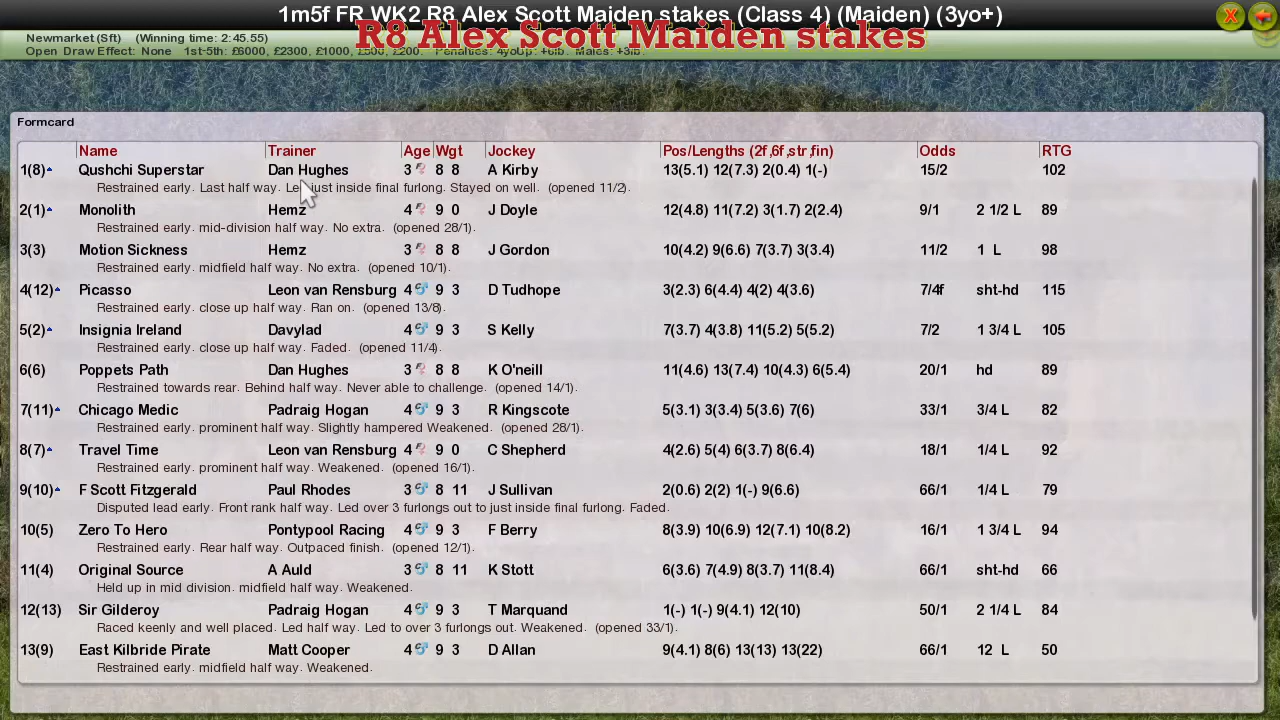 1m5f FR WK2 R8 Alex Scott Maiden stakes (Class 4) (Maiden) (3yo+)
R8 Alex Scott Maiden stakes
Newmarket (Sft) (Winning time: 2:45.55)
Open Draw Effect: None 1st-5th: £6000, £2300, £1000, £500, £200, Penalties: 4yoUp: +6lb. Males: +3lb.
Formcard
Name Trainer Age Wgt Jockey Pos/Lengths (2f,6f,str,fin) Odds RTG
1(8) Qushchi Superstar Dan Hughes 3 8 8 A Kirby 13(5.1) 12(7.3) 2(0.4) 1(-) 15/2 102
Restrained early. Last half way. Led just inside final furlong. Stayed on well. (opened 11/2).
2(1) Monolith Hemz 4 9 0 J Doyle 12(4.8) 11(7.2) 3(1.7) 2(2.4) 9/1 2 1/2 L 89
Restrained early. mid-division half way. No extra. (opened 28/1).
3(3) Motion Sickness Hemz 3 8 8 J Gordon 10(4.2) 9(6.6) 7(3.7) 3(3.4) 11/2 1 L 98
Restrained early. midfield half way. No extra. (opened 10/1).
4(12) Picasso Leon van Rensburg 4 9 3 D Tudhope 3(2.3) 6(4.4) 4(2) 4(3.6) 7/4f sht-hd 115
Restrained early. close up half way. Ran on. (opened 13/8).
5(2) Insignia Ireland Davylad 4 9 3 S Kelly 7(3.7) 4(3.8) 11(5.2) 5(5.2) 7/2 1 3/4 L 105
Restrained early. close up half way. Faded. (opened 11/4).
6(6) Poppets Path Dan Hughes 3 8 8 K O'neill 11(4.6) 13(7.4) 10(4.3) 6(5.4) 20/1 hd 89
Restrained towards rear. Behind half way. Never able to challenge. (opened 14/1).
7(11) Chicago Medic Padraig Hogan 4 9 3 R Kingscote 5(3.1) 3(3.4) 5(3.6) 7(6) 33/1 3/4 L 82
Restrained early. prominent half way. Slightly hampered Weakened. (opened 28/1).
8(7) Travel Time Leon van Rensburg 4 9 0 C Shepherd 4(2.6) 5(4) 6(3.7) 8(6.4) 18/1 1/4 L 92
Restrained early. prominent half way. Weakened. (opened 16/1).
9(10) F Scott Fitzgerald Paul Rhodes 3 8 11 J Sullivan 2(0.6) 2(2) 1(-) 9(6.6) 66/1 1/4 L 79
Disputed lead early. Front rank half way. Led over 3 furlongs out to just inside final furlong. Faded.
10(5) Zero To Hero Pontypool Racing 4 9 3 F Berry 8(3.9) 10(6.9) 12(7.1) 10(8.2) 16/1 1 3/4 L 94
Restrained early. Rear half way. Outpaced finish. (opened 12/1).
11(4) Original Source A Auld 3 8 11 K Stott 6(3.6) 7(4.9) 8(3.7) 11(8.4) 66/1 sht-hd 66
Held up in mid division. midfield half way. Weakened.
12(13) Sir Gilderoy Padraig Hogan 4 9 3 T Marquand 1(-) 1(-) 9(4.1) 12(10) 50/1 2 1/4 L 84
Raced keenly and well placed. Led half way. Led to over 3 furlongs out. Weakened. (opened 33/1).
13(9) East Kilbride Pirate Matt Cooper 4 9 3 D Allan 9(4.1) 8(6) 13(13) 13(22) 66/1 12 L 50
Restrained early. midfield half way. Weakened.